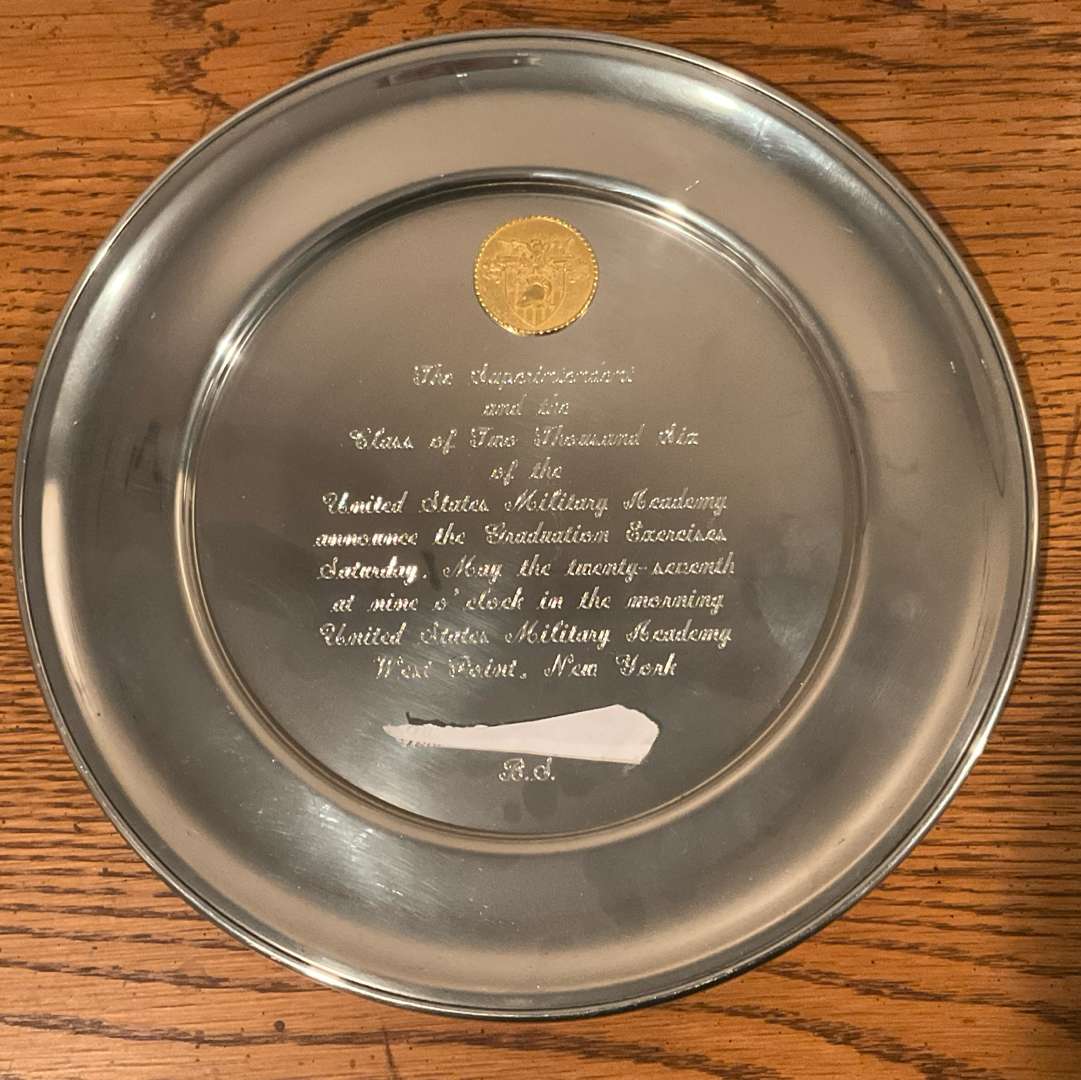 The Superintendent
and the
Class of Two Thousand Six
of the
United States Military Academy
announce the Graduation Exercises
Saturday, May the twenty-seventh
at nine o'clock in the morning
United States Military Academy
West Point, New York
B.S.